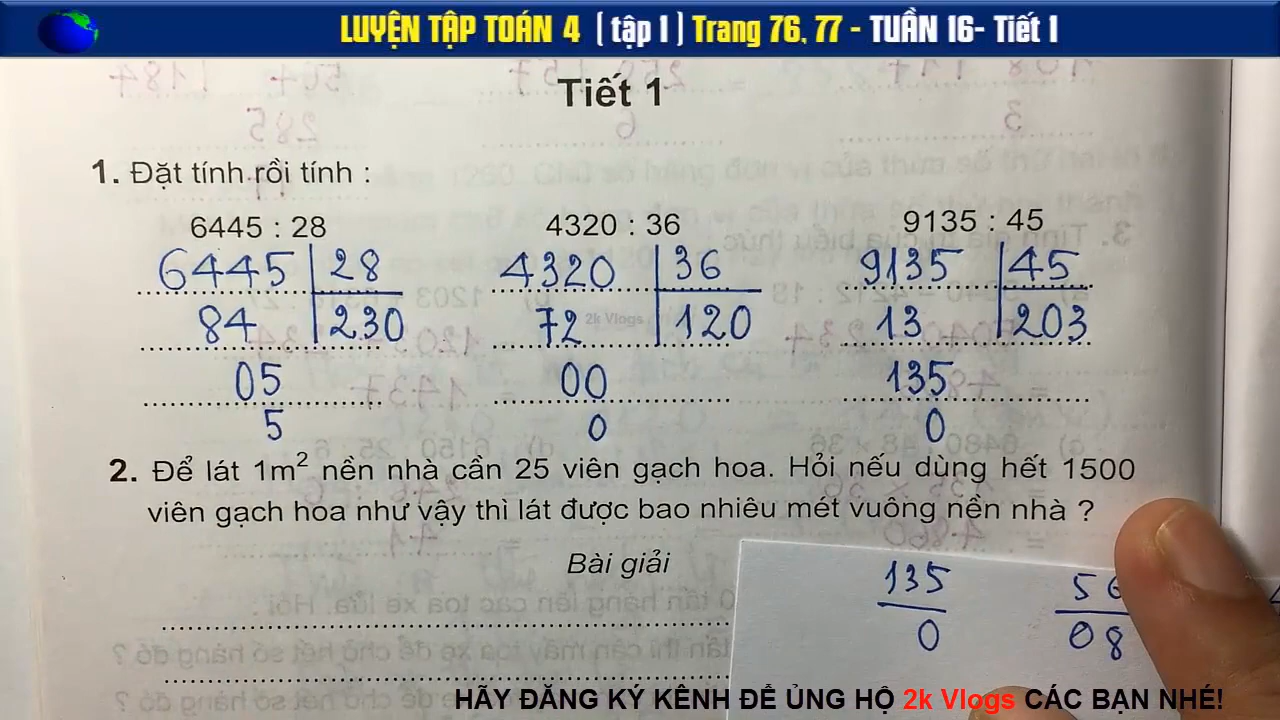 LUYỆN TẬP TOÁN 4 ( tập 1 ) Trang 76, 77 - TUẦN 16- Tiết 1
Tiết 1
1. Đặt tính rồi tính :
6445 : 28 4320 : 36 9135 : 45
6445 28 4320 36 9135 45
84 230 72 120 13 203
2k Vlogs
05 00 135
5 0 0
2. Để lát 1m² nền nhà cần 25 viên gạch hoa. Hỏi nếu dùng hết 1500
viên gạch hoa như vậy thì lát được bao nhiêu mét vuông nền nhà ?
Bài giải
135 56
0 08
HÃY ĐĂNG KÝ KÊNH ĐỂ ỦNG HỘ 2k Vlogs CÁC BẠN NHÉ!